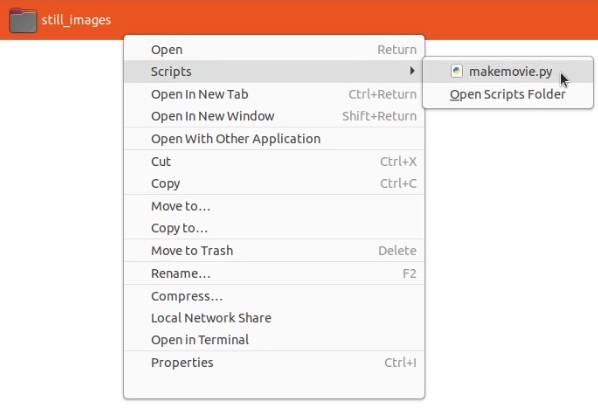 still_images
Open Return
Scripts
makemovie.py
Open In New Tab Ctrl+Return
Open Scripts Folder
Open In New Window Shift+Return
Open With Other Application
Cut Ctrl+X
Copy Ctrl+C
Move to…
Copy to…
Move to Trash Delete
Rename… F2
Compress…
Local Network Share
Open in Terminal
Properties Ctrl+I